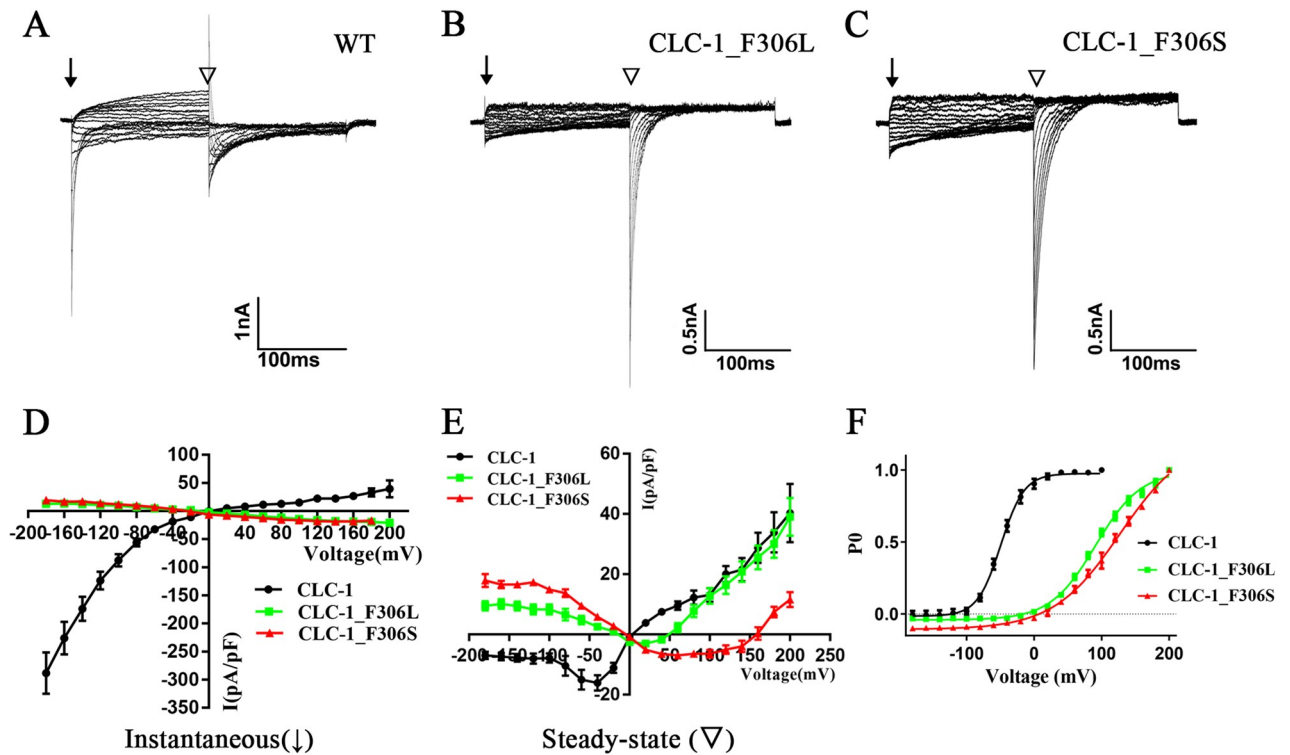 A
WT
1nA
100ms
B
CLC-1_F306L
0.5nA
100ms
C
CLC-1_F306S
0.5nA
100ms
D
100
50
-50
-100
-150
-200
-250
-300
-350
-200 -160 -120 -80 -40 40 80 120 160 200
Voltage(mV)
I(pA/pF)
CLC-1
CLC-1_F306L
CLC-1_F306S
Instantaneous(↓)
E
CLC-1
CLC-1_F306L
CLC-1_F306S
60
40
20
-20
I(pA/pF)
-200 -150 -100 -50 50 100 150 200 250
Voltage(mV)
Steady-state (▽)
F
1.0
0.5
0.0
P0
-100 0 100 200
Voltage (mV)
CLC-1
CLC-1_F306L
CLC-1_F306S